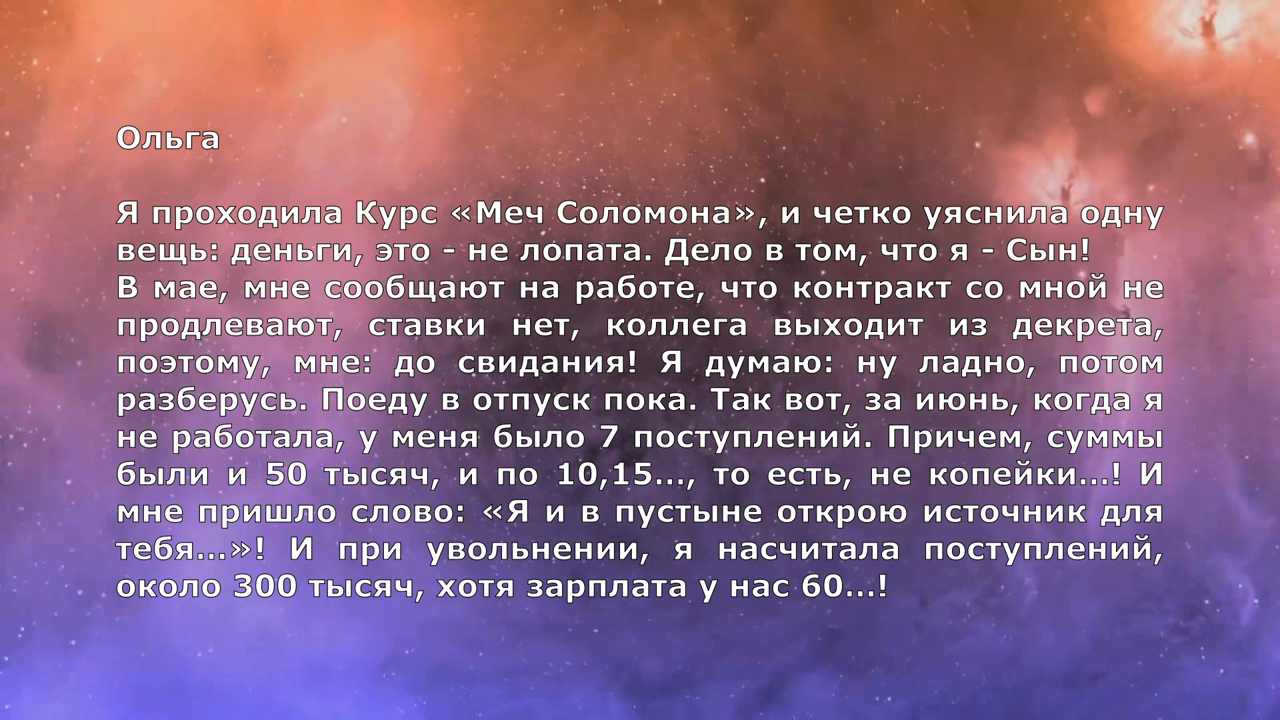 Ольга
Я проходила Курс «Меч Соломона», и четко уяснила одну
вещь: деньги, это - не лопата. Дело в том, что я - Сын!
В мае, мне сообщают на работе, что контракт со мной не
продлевают, ставки нет, коллега выходит из декрета,
поэтому, мне: до свидания! Я думаю: ну ладно, потом
разберусь. Поеду в отпуск пока. Так вот, за июнь, когда я
не работала, у меня было 7 поступлений. Причем, суммы
были и 50 тысяч, и по 10,15..., то есть, не копейки...! И
мне пришло слово: «Я и в пустыне открою источник для
тебя...»! И при увольнении, я насчитала поступлений,
около 300 тысяч, хотя зарплата у нас 60...!